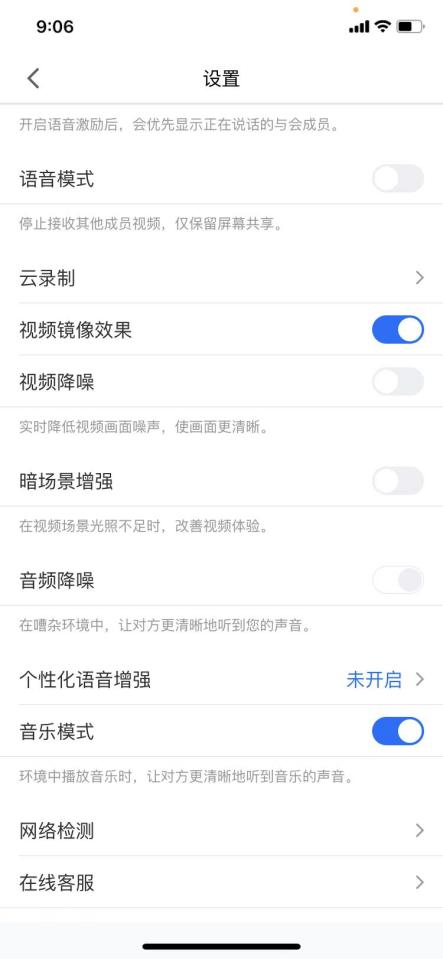 9:06
设置
开启语音激励后，会优先显示正在说话的与会成员。
语音模式
停止接收其他成员视频，仅保留屏幕共享。
云录制
视频镜像效果
视频降噪
实时降低视频画面噪声，使画面更清晰。
暗场景增强
在视频场景光照不足时，改善视频体验。
音频降噪
在嘈杂环境中，让对方更清晰地听到您的声音。
个性化语音增强 未开启
音乐模式
环境中播放音乐时，让对方更清晰地听到音乐的声音。
网络检测
在线客服